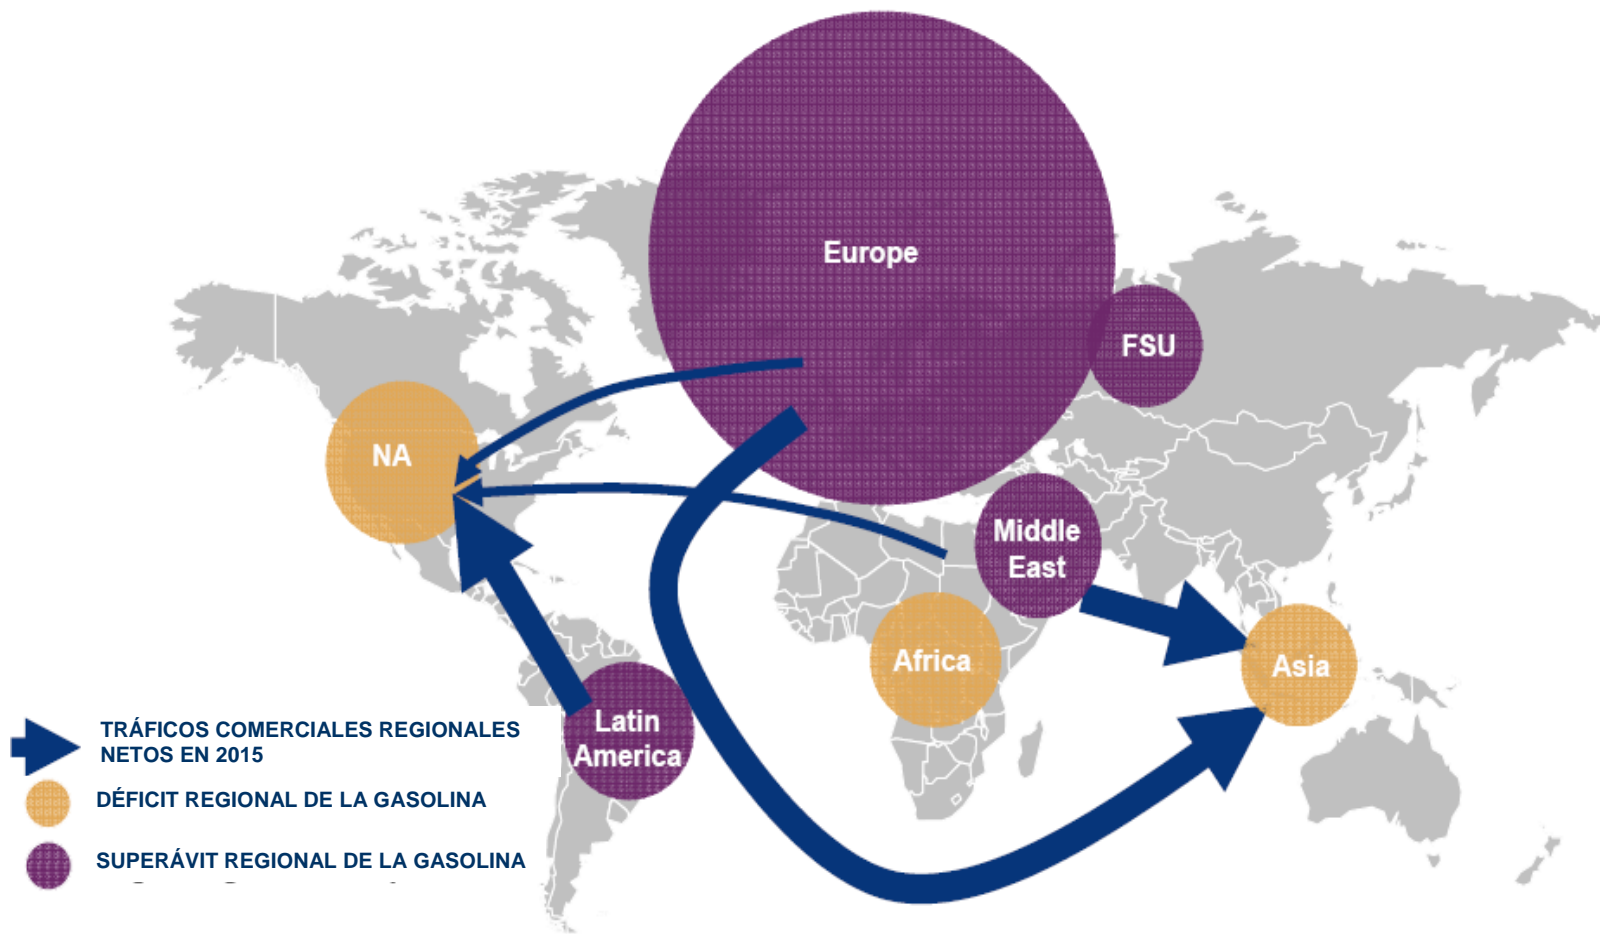 Europe
FSU
NA
Middle
East
Africa
Asia
Latin
America
TRÁFICOS COMERCIALES REGIONALES
NETOS EN 2015
DÉFICIT REGIONAL DE LA GASOLINA
SUPERÁVIT REGIONAL DE LA GASOLINA